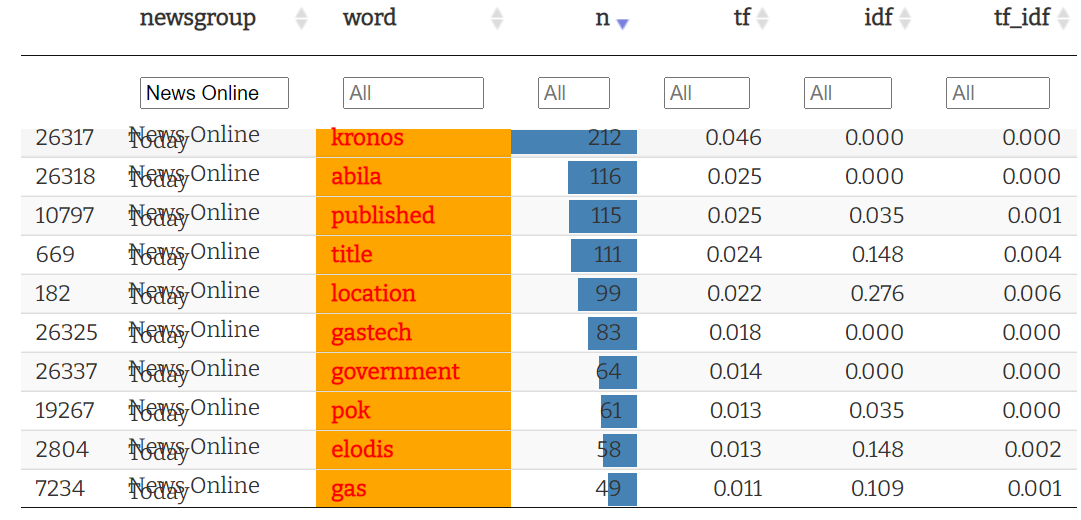 newsgroup word n tf idf tf_idf
News Online All All All All All
26317 News Online Today kronos 212 0.046 0.000 0.000
26318 News Online Today abila 116 0.025 0.000 0.000
10797 News Online Today published 115 0.025 0.035 0.001
669 News Online Today title 111 0.024 0.148 0.004
182 News Online Today location 99 0.022 0.276 0.006
26325 News Online Today gastech 83 0.018 0.000 0.000
26337 News Online Today government 64 0.014 0.000 0.000
19267 News Online Today pok 61 0.013 0.035 0.000
2804 News Online Today elodis 58 0.013 0.148 0.002
7234 News Online Today gas 49 0.011 0.109 0.001